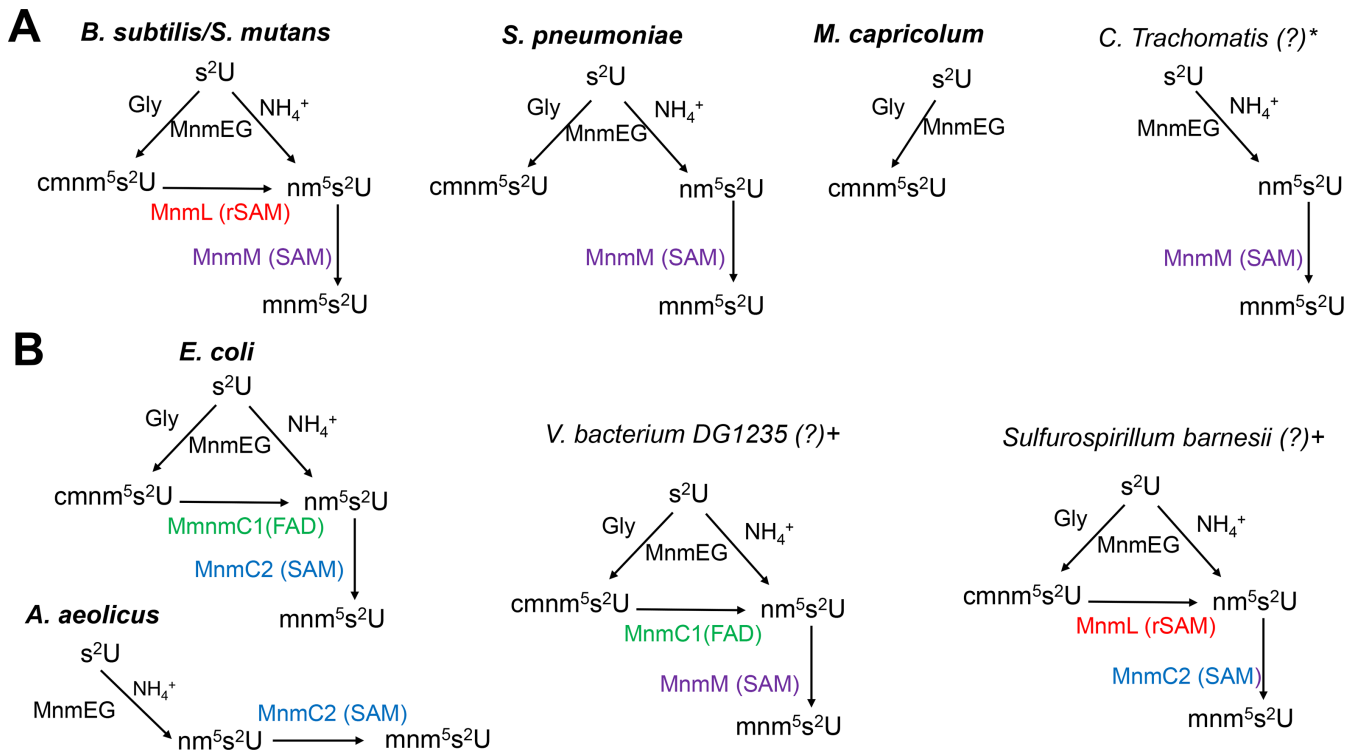 A
B. subtilis/S. mutans
s²U
Gly
NH₄⁺
MnmEG
cmnm⁵s²U
nm⁵s²U
MnmL (rSAM)
MnmM (SAM)
mnm⁵s²U
S. pneumoniae
s²U
Gly
NH₄⁺
MnmEG
cmnm⁵s²U
nm⁵s²U
MnmM (SAM)
mnm⁵s²U
M. capricolum
s²U
Gly
MnmEG
cmnm⁵s²U
C. Trachomatis (?)*
s²U
NH₄⁺
MnmEG
nm⁵s²U
MnmM (SAM)
mnm⁵s²U
B
E. coli
s²U
Gly
NH₄⁺
MnmEG
cmnm⁵s²U
nm⁵s²U
MmnmC1(FAD)
MnmC2 (SAM)
mnm⁵s²U
A. aeolicus
s²U
NH₄⁺
MnmEG
nm⁵s²U
MnmC2 (SAM)
mnm⁵s²U
V. bacterium DG1235 (?)+
s²U
Gly
NH₄⁺
MnmEG
cmnm⁵s²U
nm⁵s²U
MnmC1(FAD)
MnmM (SAM)
mnm⁵s²U
Sulfurospirillum barnesii (?)+
s²U
Gly
NH₄⁺
MnmEG
cmnm⁵s²U
nm⁵s²U
MnmL (rSAM)
MnmC2 (SAM)
mnm⁵s²U